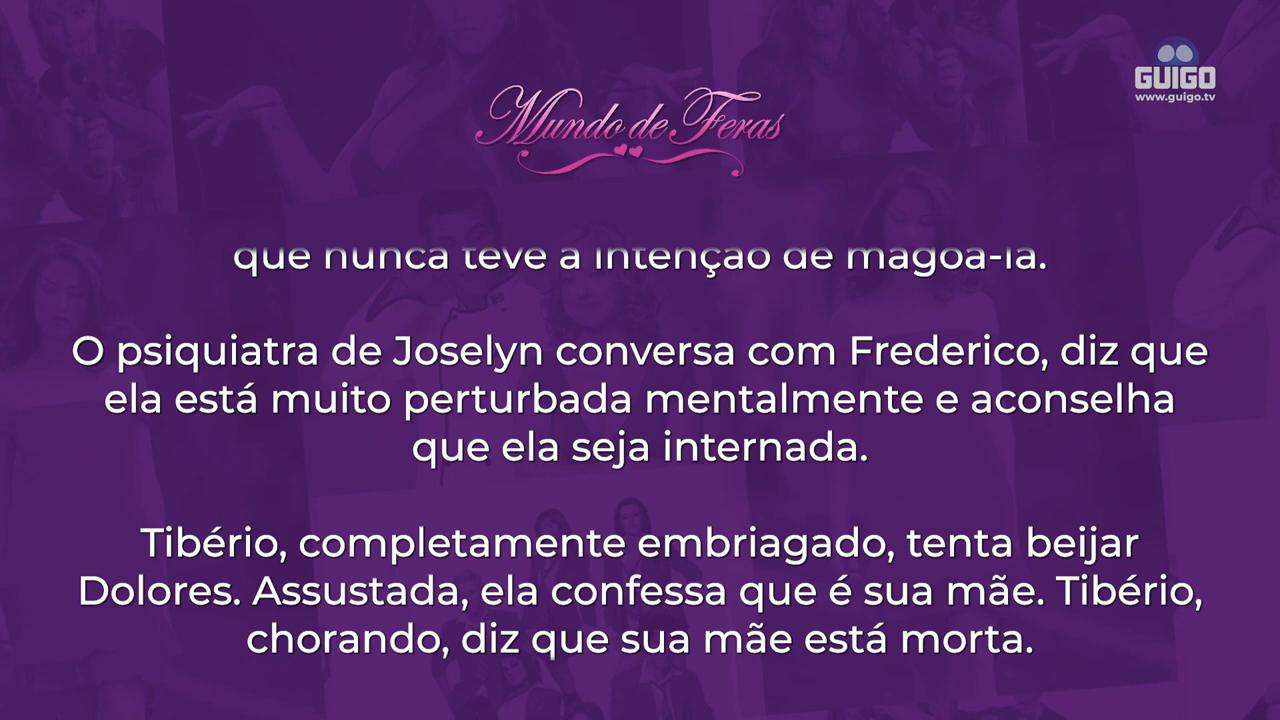 GUIGO
www.guigo.tv
Mundo de Feras
que nunca teve a intenção de magoá-la.
O psiquiatra de Joselyn conversa com Frederico, diz que
ela está muito perturbada mentalmente e aconselha
que ela seja internada.
Tibério, completamente embriagado, tenta beijar
Dolores. Assustada, ela confessa que é sua mãe. Tibério,
chorando, diz que sua mãe está morta.